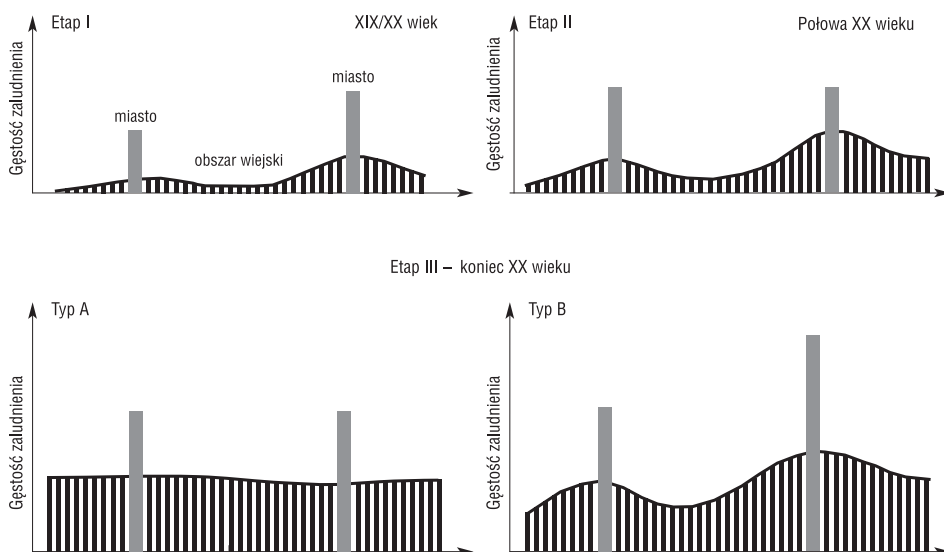 Etap I
XIX/XX wiek
Gęstość zaludnienia
miasto
miasto
obszar wiejski
Etap II
Połowa XX wieku
Gęstość zaludnienia
Etap III – koniec XX wieku
Typ A
Gęstość zaludnienia
Typ B
Gęstość zaludnienia